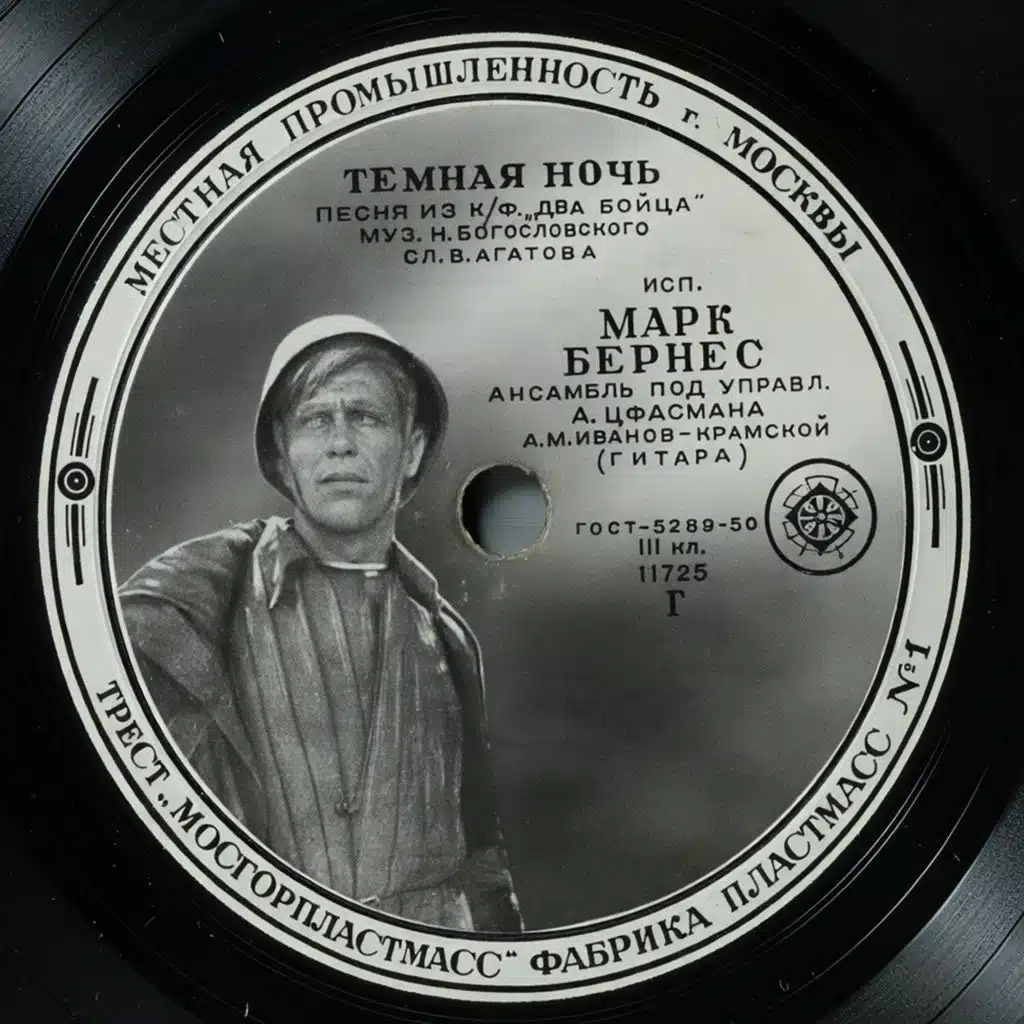 МЕСТНАЯ ПРОМЫШЛЕННОСТЬ г. МОСКВЫ
ТЕМНАЯ НОЧЬ
ПЕСНЯ ИЗ К/Ф. „ДВА БОЙЦА"
МУЗ. Н. БОГОСЛОВСКОГО
СЛ. В. АГАТОВА
ИСП.
МАРК
БЕРНЕС
АНСАМБЛЬ ПОД УПРАВЛ.
А. ЦФАСМАНА
А.М.ИВАНОВ-КРАМСКОЙ
(ГИТАРА)
ГОСТ-5289-50
III кл.
11725
Г
ТРЕСТ „МОСГОРПЛАСТМАСС" ФАБРИКА ПЛАСТМАСС №1